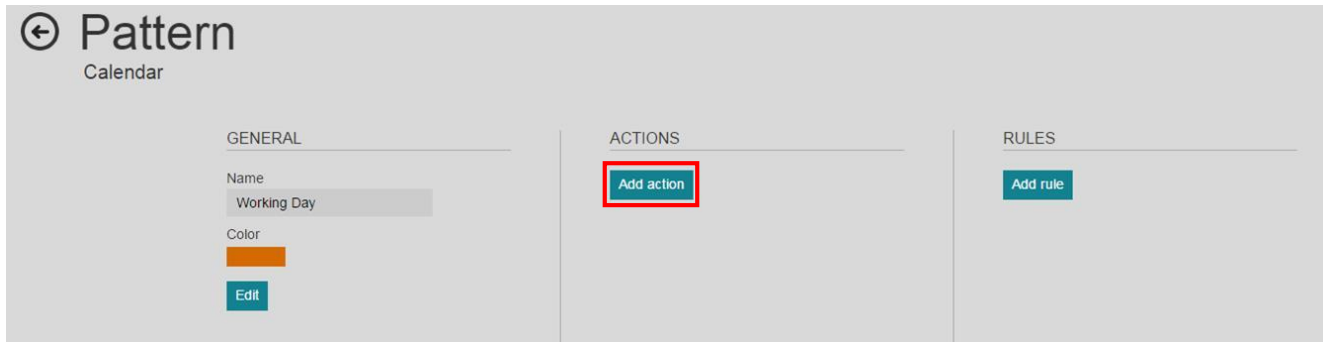 Pattern
Calendar
GENERAL
Name
Working Day
Color
Edit
ACTIONS
Add action
RULES
Add rule